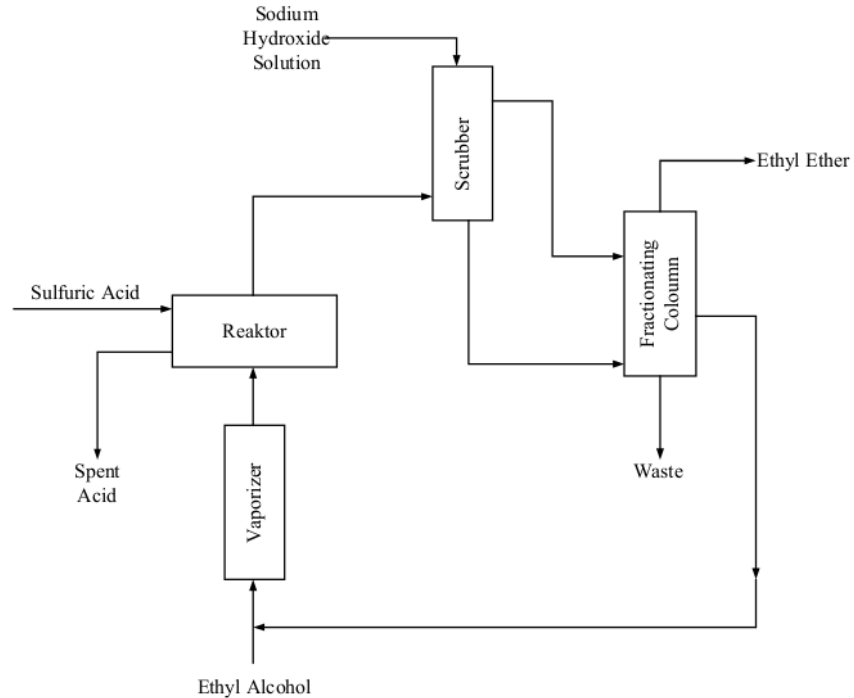 Sodium
Hydroxide
Solution
Scrubber
Ethyl Ether
Fractionating
Coloumn
Sulfuric Acid
Reaktor
Spent
Acid
Vaporizer
Waste
Ethyl Alcohol